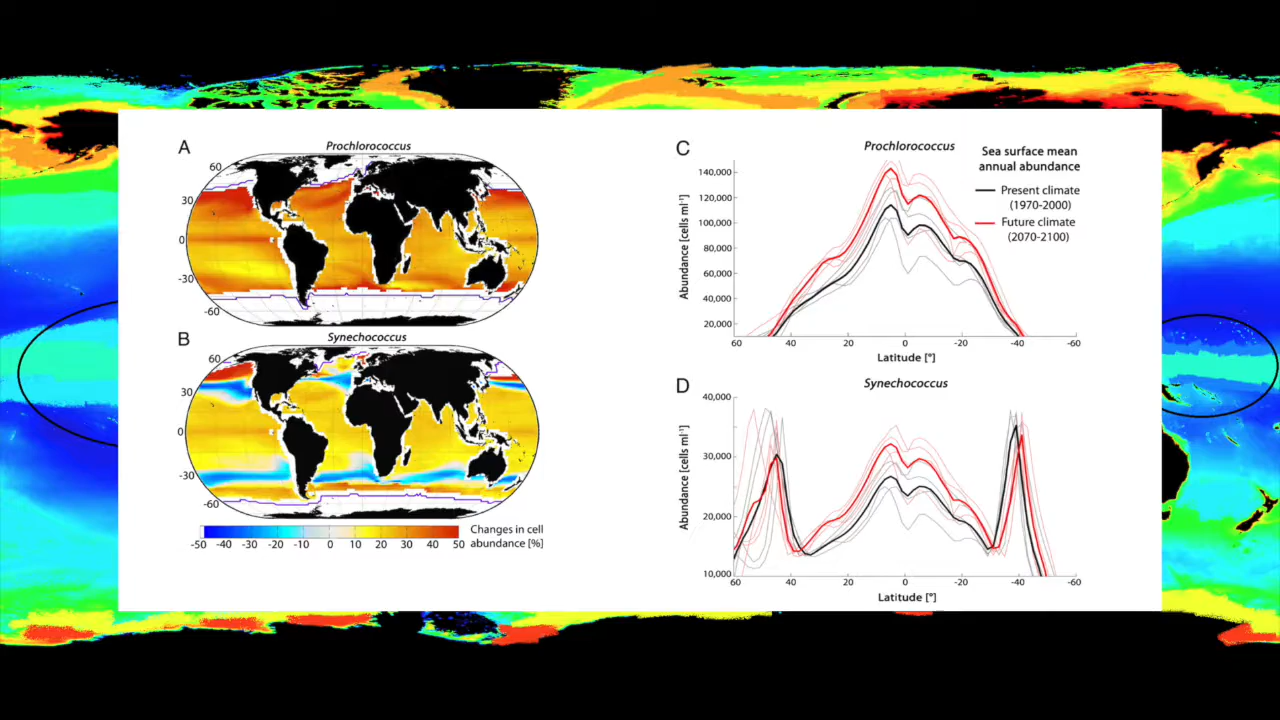 A
Prochlorococcus
60
30
0
-30
-60
B
Synechococcus
60
30
0
-30
-60
-50 -40 -30 -20 -10 0 10 20 30 40 50
Changes in cell
abundance [%]
C
Prochlorococcus
Sea surface mean
annual abundance
Present climate
(1970-2000)
Future climate
(2070-2100)
Abundance [cells ml-1]
140,000
120,000
100,000
80,000
60,000
40,000
20,000
60 40 20 0 -20 -40 -60
Latitude [°]
D
Synechococcus
Abundance [cells ml-1]
40,000
30,000
20,000
10,000
60 40 20 0 -20 -40 -60
Latitude [°]